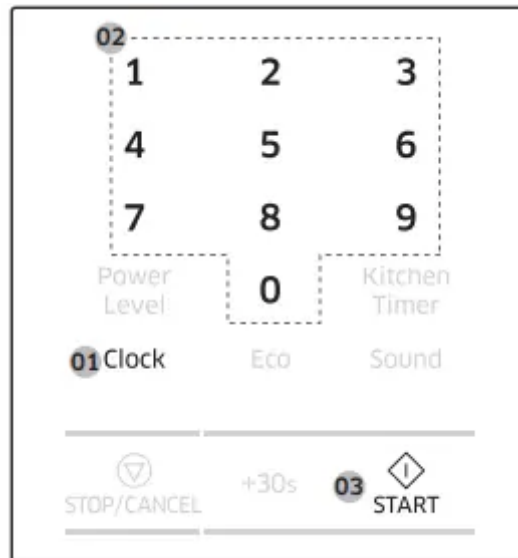 02
1 2 3
4 5 6
7 8 9
Power Level 0 Kitchen Timer
01 Clock Eco Sound
STOP/CANCEL +30s 03 START